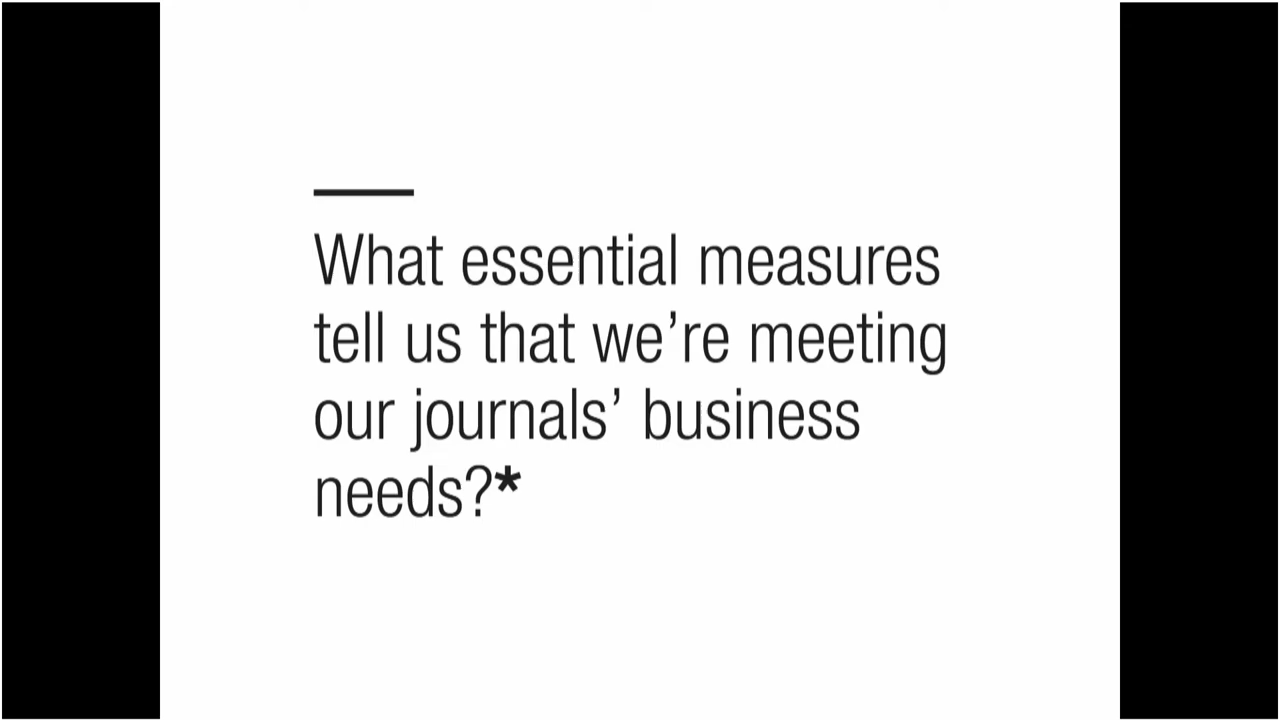 What essential measures
tell us that we’re meeting
our journals’ business
needs?*